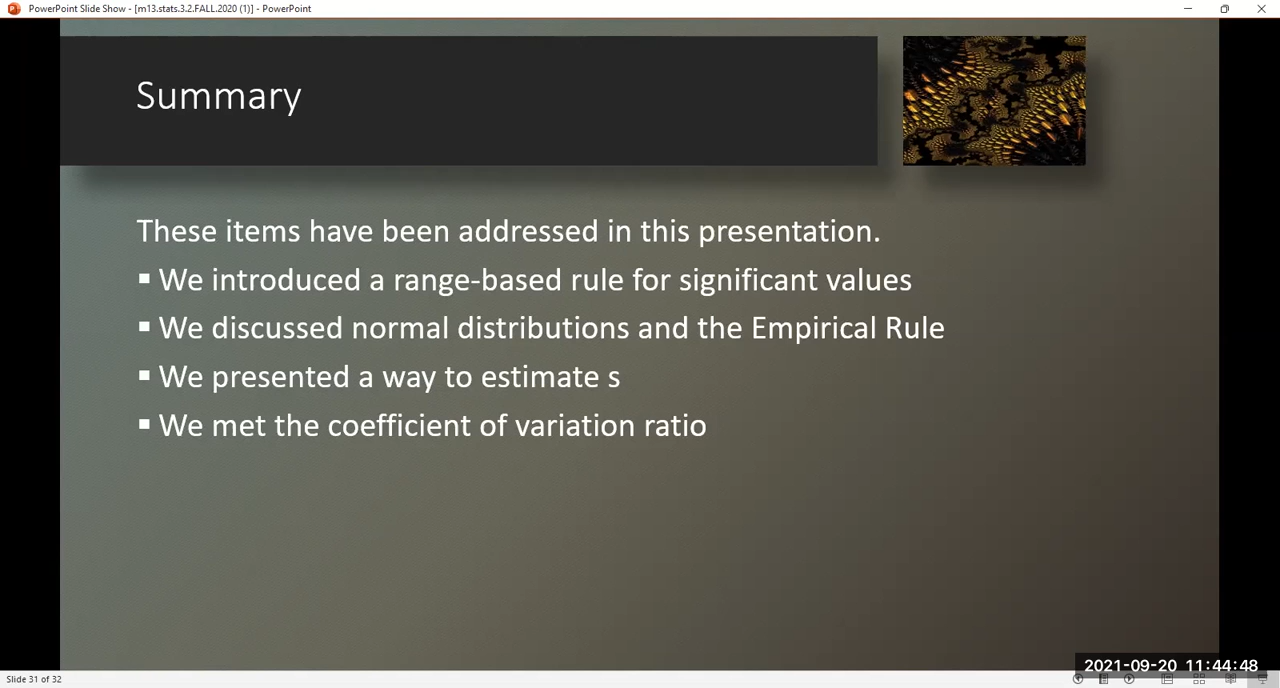 PowerPoint Slide Show - [m13.stats.3.2.FALL.2020 (1)] - PowerPoint
Summary
These items have been addressed in this presentation.
▪ We introduced a range-based rule for significant values
▪ We discussed normal distributions and the Empirical Rule
▪ We presented a way to estimate s
▪ We met the coefficient of variation ratio
2021-09-20 11:44:48
Slide 31 of 32